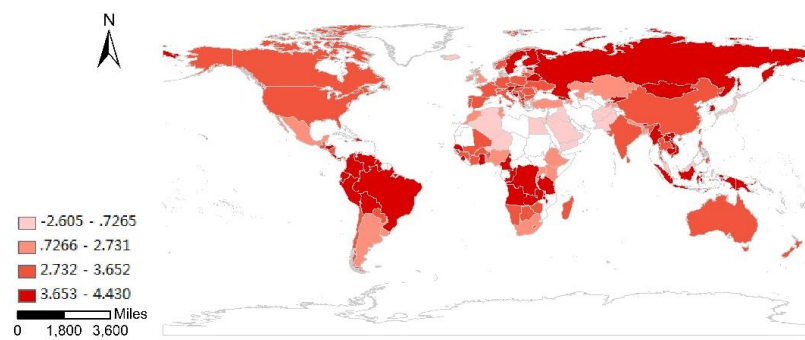 N
-2.605 - .7265
.7266 - 2.731
2.732 - 3.652
3.653 - 4.430
Miles
0 1,800 3,600